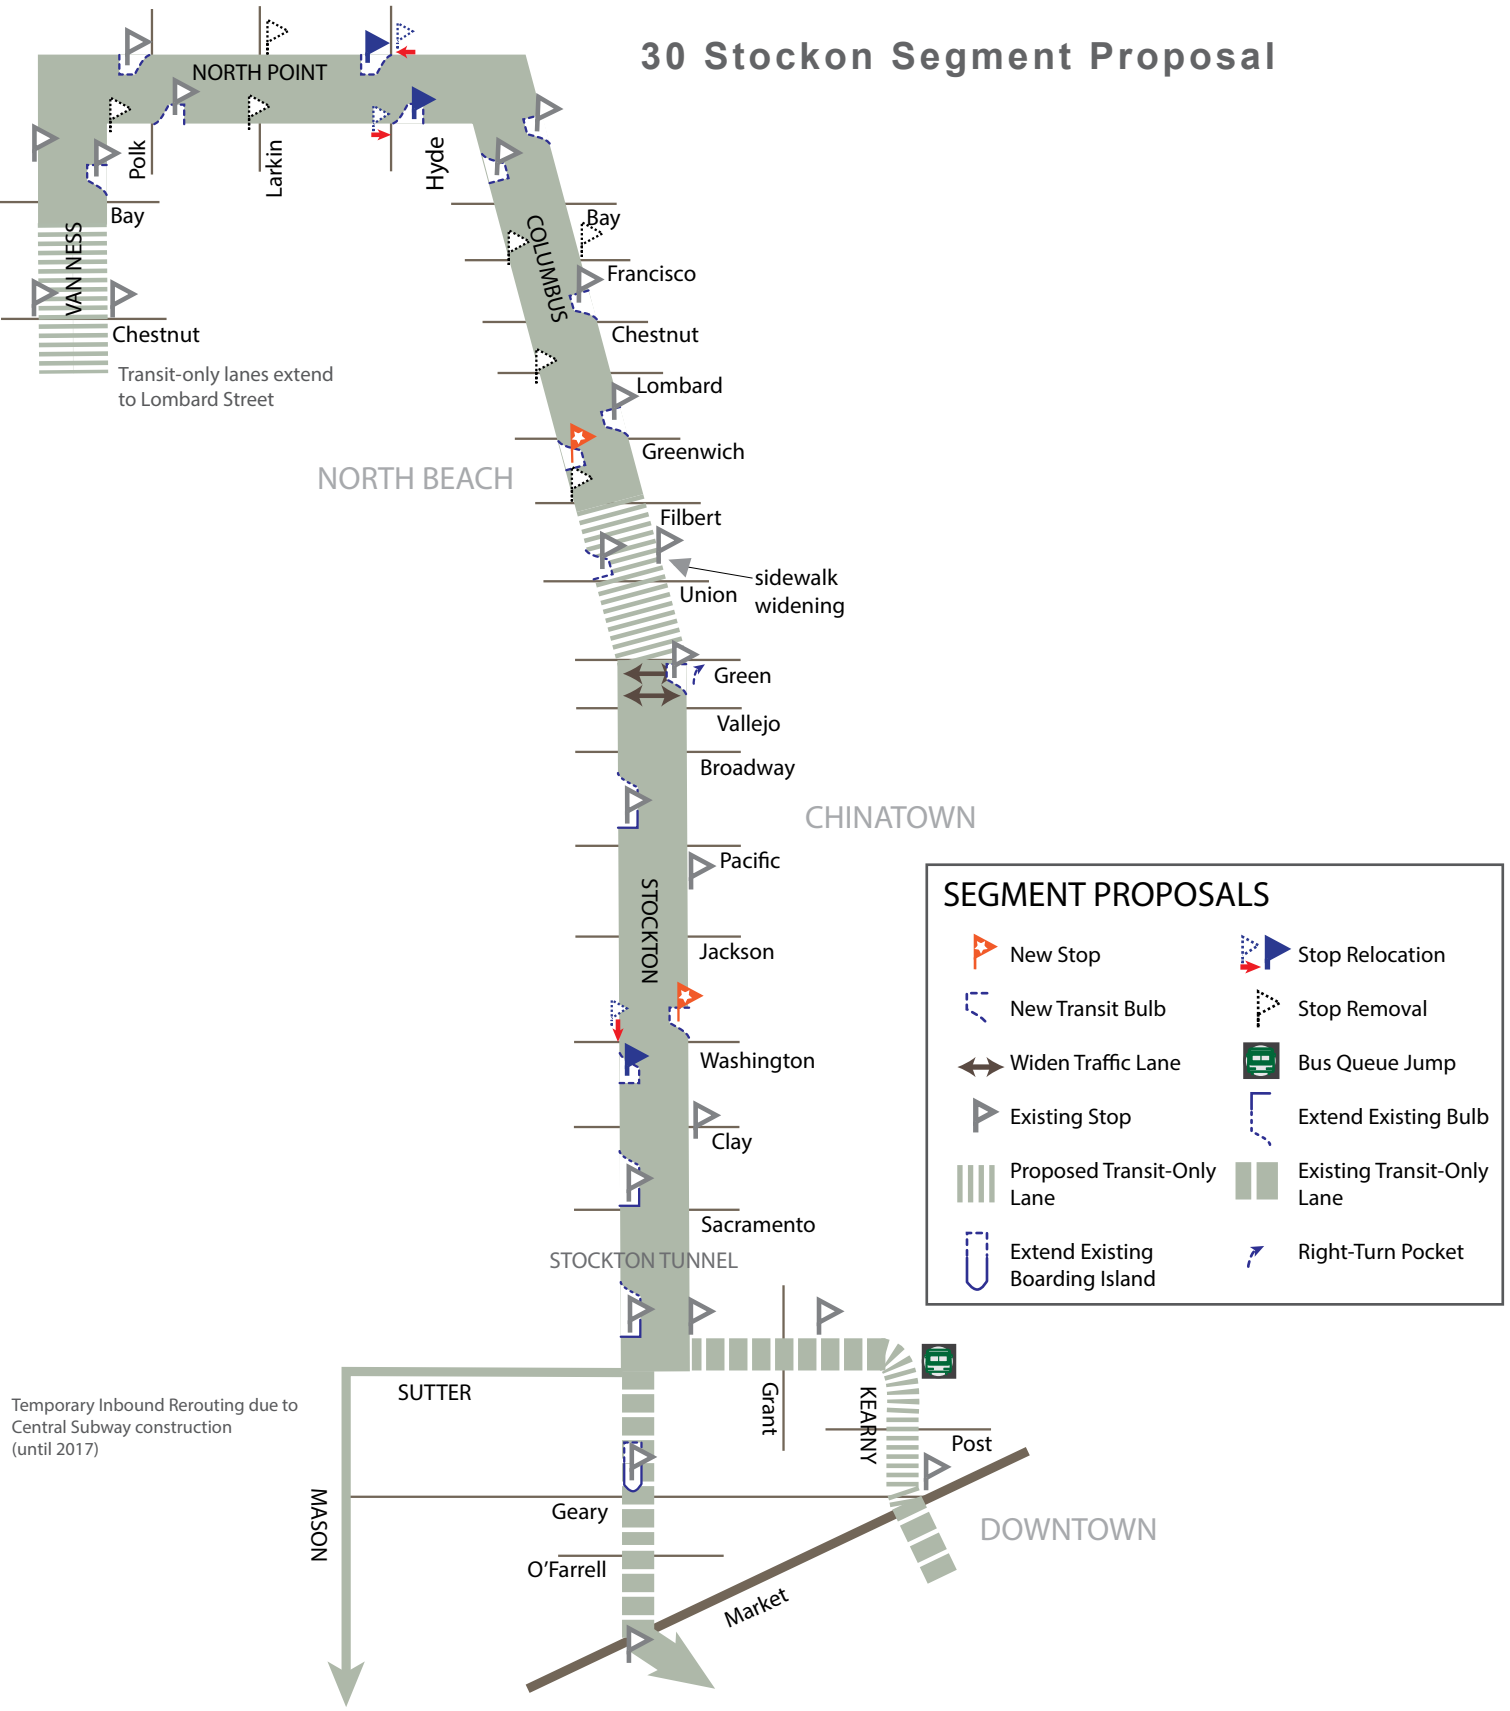 30 Stockon Segment Proposal
NORTH POINT
Polk
Larkin
Hyde
Bay
VAN NESS
Chestnut
Transit-only lanes extend
to Lombard Street
COLUMBUS
Bay
Francisco
Chestnut
Lombard
Greenwich
NORTH BEACH
Filbert
sidewalk
widening
Union
Green
Vallejo
Broadway
CHINATOWN
Pacific
STOCKTON
Jackson
Washington
Clay
Sacramento
STOCKTON TUNNEL
SEGMENT PROPOSALS
New Stop
Stop Relocation
New Transit Bulb
Stop Removal
Widen Traffic Lane
Bus Queue Jump
Existing Stop
Extend Existing Bulb
Proposed Transit-Only
Lane
Existing Transit-Only
Lane
Extend Existing
Boarding Island
Right-Turn Pocket
SUTTER
Grant
KEARNY
Temporary Inbound Rerouting due to
Central Subway construction
(until 2017)
Post
MASON
Geary
DOWNTOWN
O'Farrell
Market